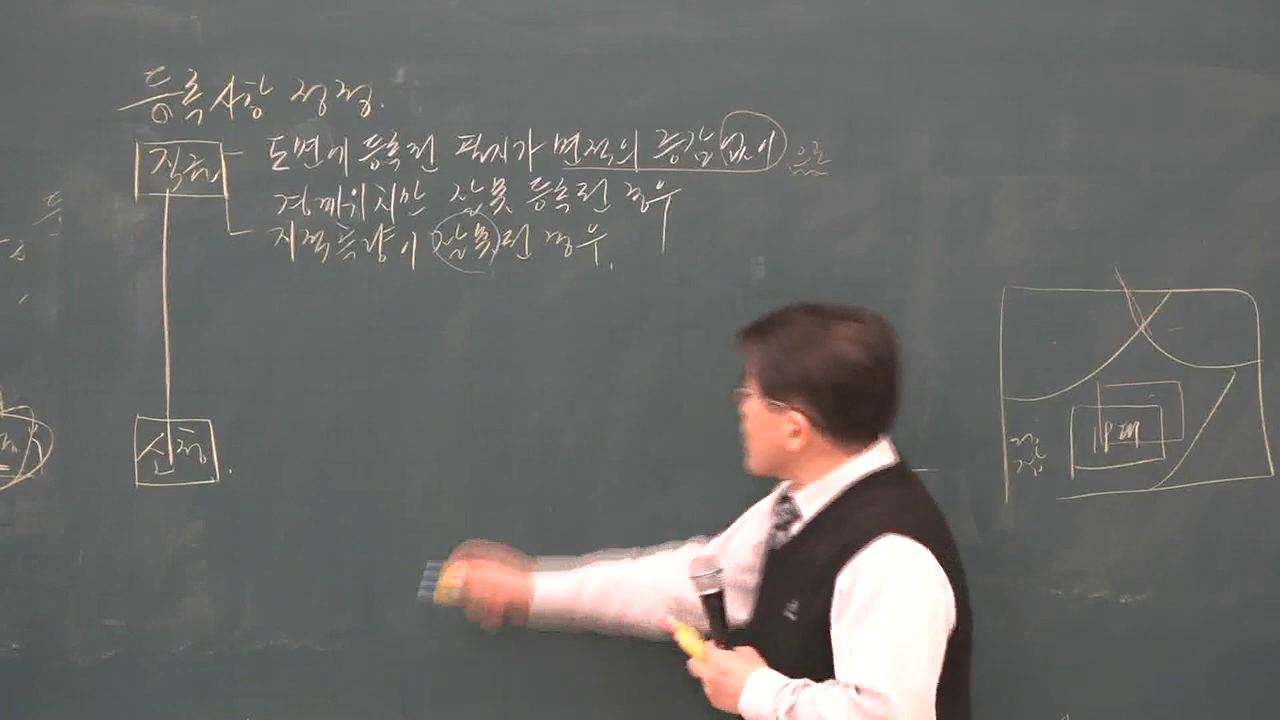 등록사항 정정.
직권
도면에 등록된 필지가 면적의 증감 없이 으로
경계위치만 잘못 등록된 경우
지적측량이 잘못된 경우.
신청.